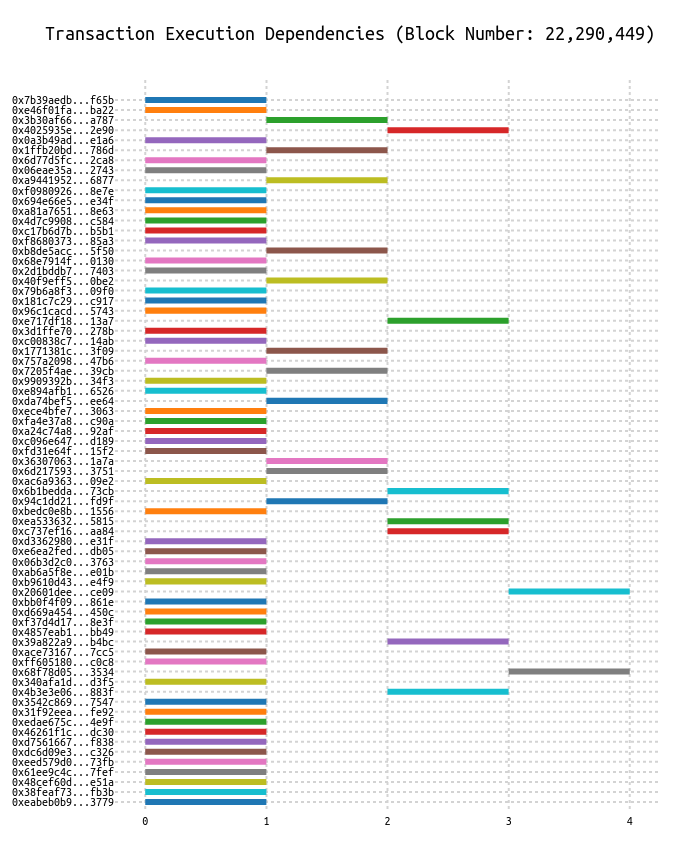 Transaction Execution Dependencies (Block Number: 22,290,449)
0x7b39aedb...f65b
0xe46f01fa...ba22
0x3b30af66...a787
0x4025935e...2e90
0x0a3b49ad...e1a6
0x1ffb20bd...786d
0x6d77d5fc...2ca8
0x06eae35a...2743
0xa9441952...6877
0xf0980926...8e7e
0x694e66e5...e34f
0xa81a7651...8e63
0x4d7c9908...c584
0xc17b6d7b...b5b1
0xf8680373...85a3
0xb8de5acc...5f50
0x68e7914f...0130
0x2d1bddb7...7403
0x40f9eff5...0be2
0x79b6a8f3...09f0
0x181c7c29...c917
0x96c1cacd...5743
0xe717df18...13a7
0x3d1ffe70...278b
0xc00838c7...14ab
0x1771381c...3f09
0x757a2098...47b6
0x7205f4ae...39cb
0x9909392b...34f3
0xe894afb1...6526
0xda74bef5...ee64
0xece4bfe7...3063
0xfa4e37a8...c90a
0xa24c74a8...92af
0xc096e647...d189
0xfd31e64f...15f2
0x36307063...1a7a
0x6d217593...3751
0xac6a9363...09e2
0x6b1bedda...73cb
0x94c1dd21...fd9f
0xbedc0e8b...1556
0xea533632...5815
0xc737ef16...aa84
0xd3362980...e31f
0xe6ea2fed...db05
0x06b3d2c0...3763
0xab6a5f8e...e01b
0xb9610d43...e4f9
0x20601dee...ce09
0xbb0f4f09...861e
0xd669a454...450c
0xf37d4d17...8e3f
0x4857eab1...bb49
0x39a822a9...b4bc
0xace73167...7cc5
0xff605180...c0c8
0x68f78d05...3534
0x340afa1d...d3f5
0x4b3e3e06...883f
0x3542c869...7547
0x31f92eea...fe92
0xedae675c...4e9f
0x46261f1c...dc30
0xd7561667...f838
0xdc6d09e3...c326
0xeed579d0...73fb
0x61ee9c4c...7fef
0x48cef60d...e51a
0x38feaf73...fb3b
0xeabeb0b9...3779
0 1 2 3 4